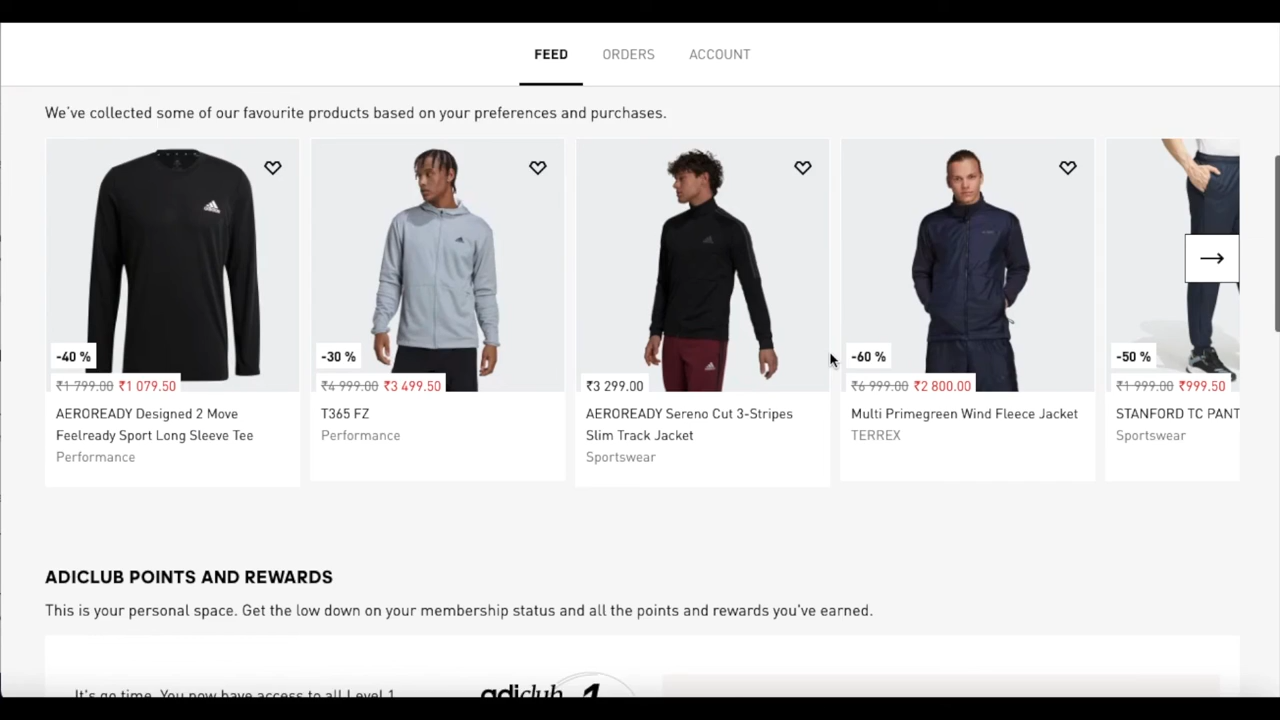 FEED ORDERS ACCOUNT
We've collected some of our favourite products based on your preferences and purchases.
-40 %
₹1 799.00 ₹1 079.50
AEROREADY Designed 2 Move
Feelready Sport Long Sleeve Tee
Performance
-30 %
₹4 999.00 ₹3 499.50
T365 FZ
Performance
₹3 299.00
AEROREADY Sereno Cut 3-Stripes
Slim Track Jacket
Sportswear
-60 %
₹6 999.00 ₹2 800.00
Multi Primegreen Wind Fleece Jacket
TERREX
-50 %
₹1 999.00 ₹999.50
STANFORD TC PANT
Sportswear
ADICLUB POINTS AND REWARDS
This is your personal space. Get the low down on your membership status and all the points and rewards you've earned.
It's go time. You now have access to all Level 1
adiclub 1